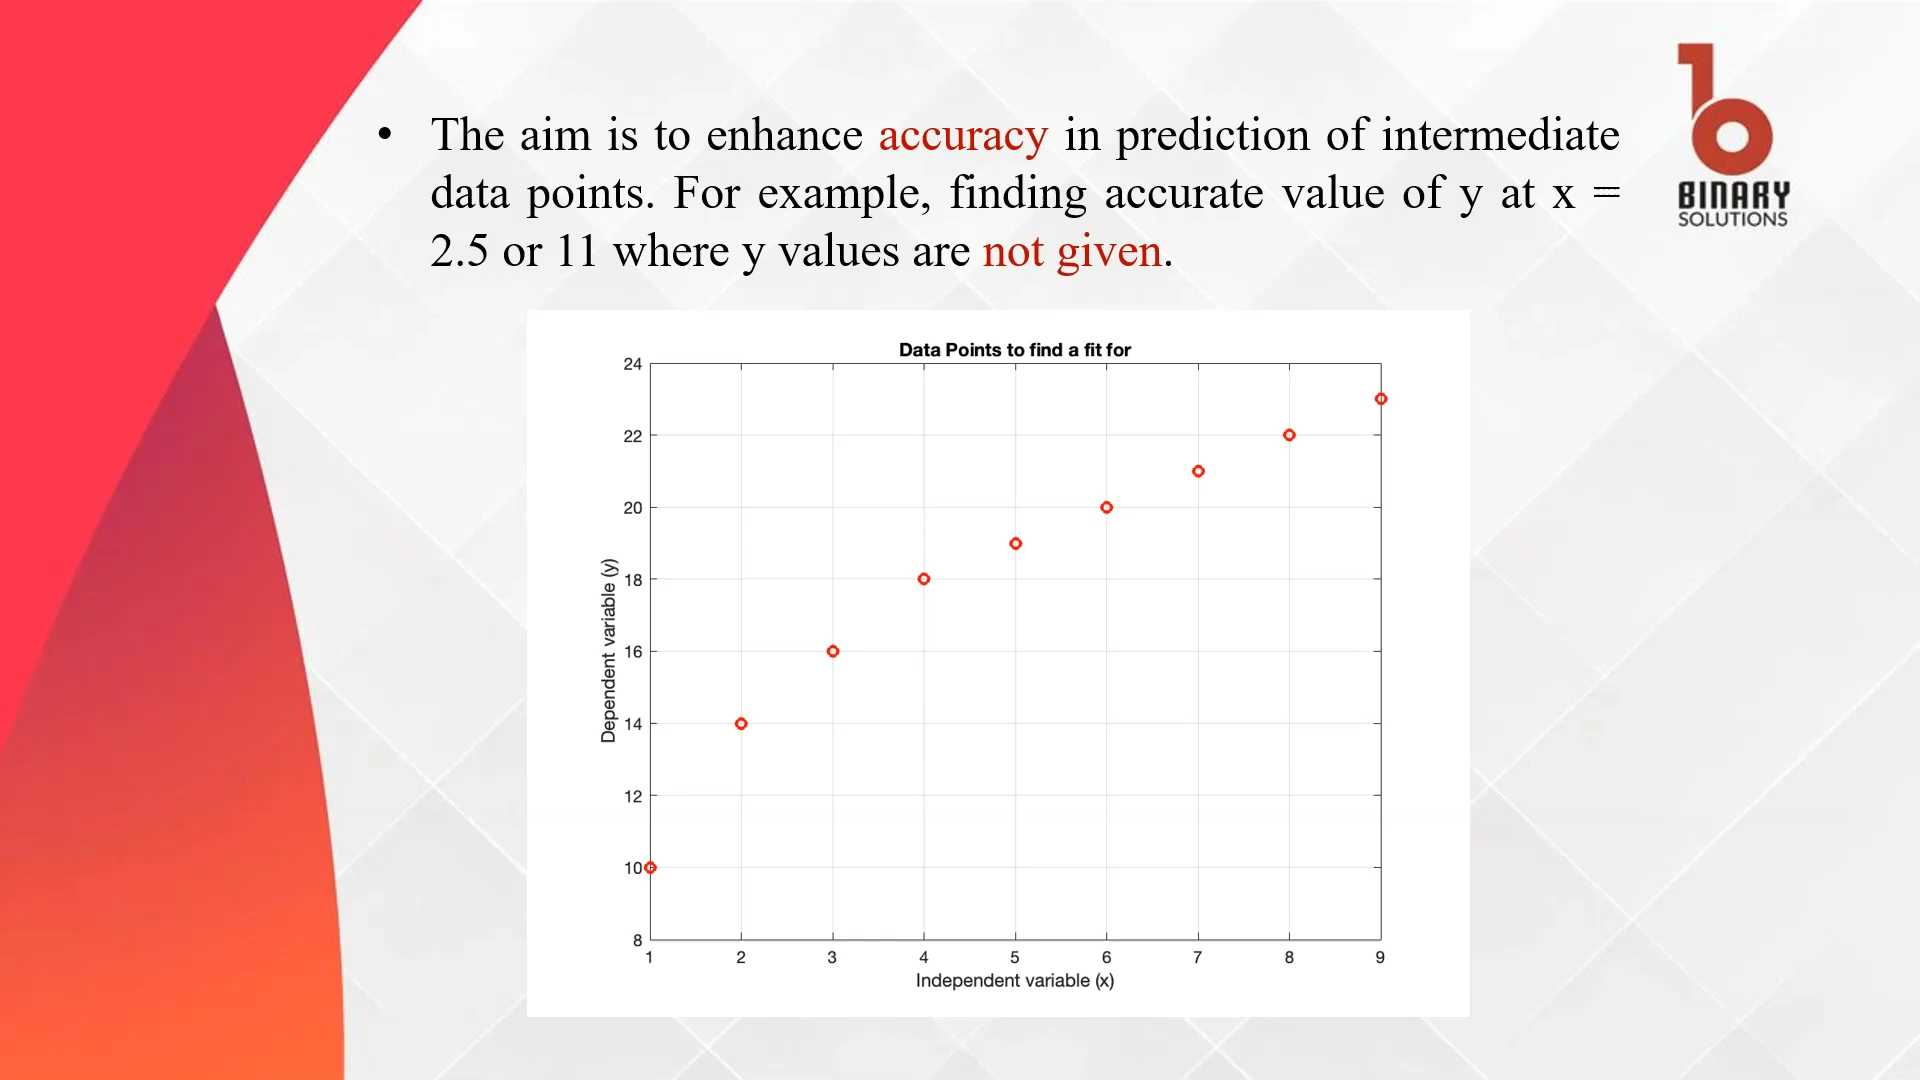 • The aim is to enhance accuracy in prediction of intermediate
data points. For example, finding accurate value of y at x =
2.5 or 11 where y values are not given.
BINARY
SOLUTIONS
Data Points to find a fit for
24
22
20
18
16
14
12
10
8
Dependent variable (y)
1 2 3 4 5 6 7 8 9
Independent variable (x)